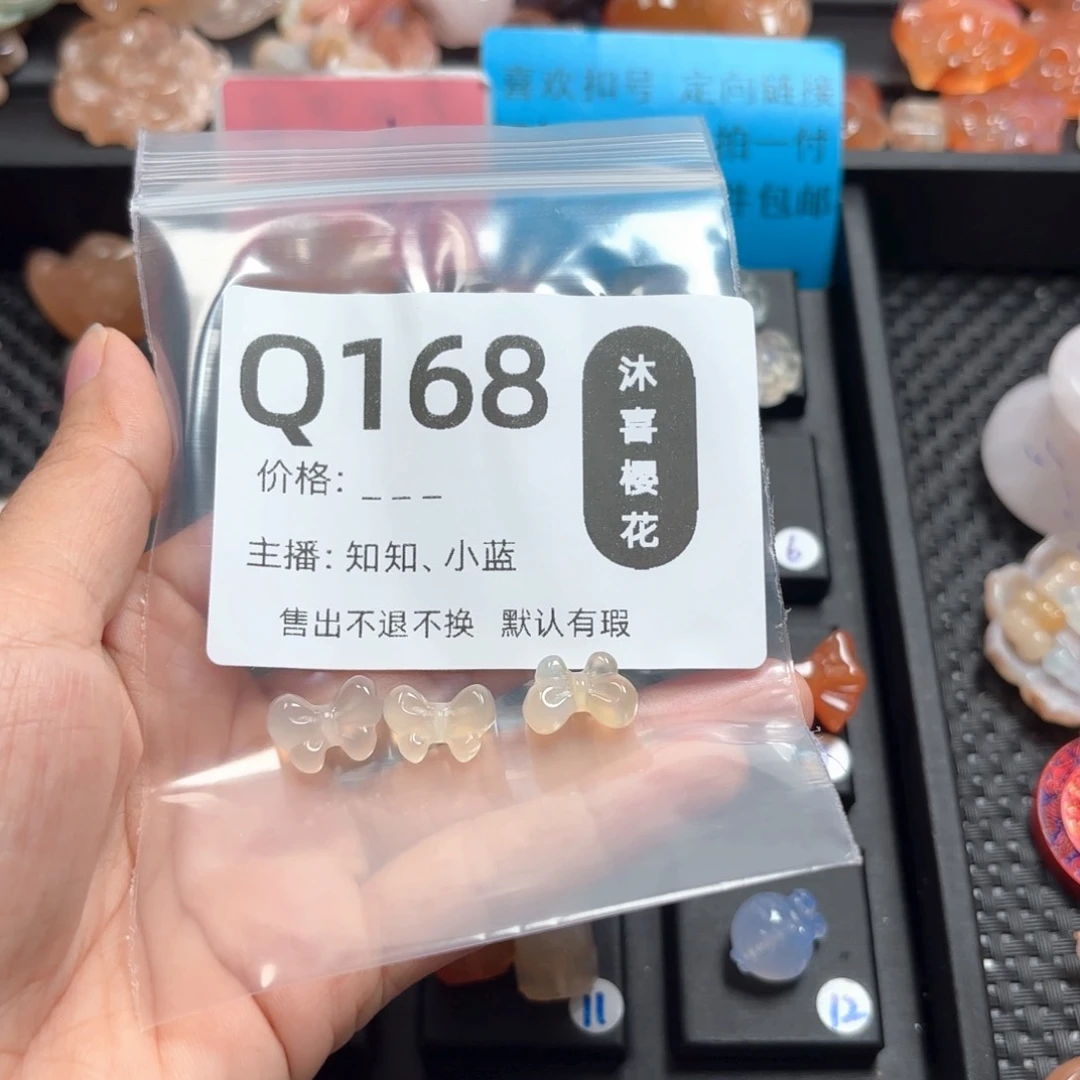 喜欢扣号 定向链接
拍一付
包邮
Q168
沐喜樱花
价格: _ _ _
主播: 知知、小蓝
售出不退不换 默认有瑕
6
11
12